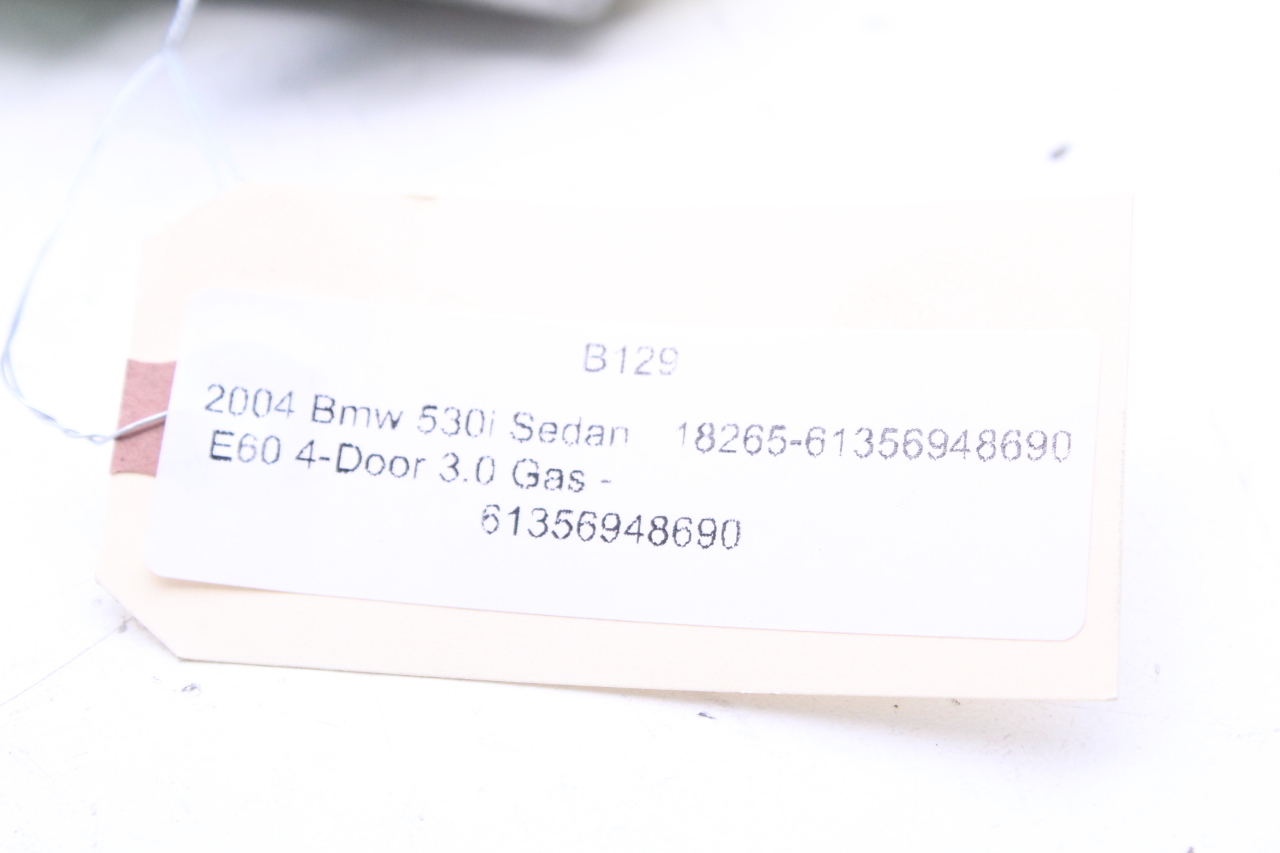 B129
2004 Bmw 530i Sedan 18265-61356948690
E60 4-Door 3.0 Gas -
61356948690